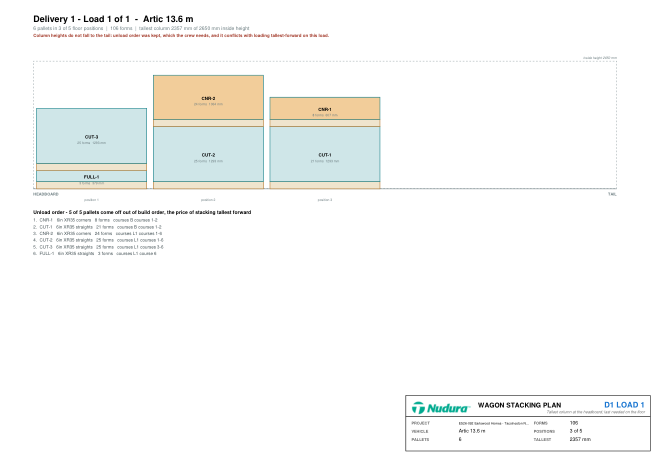 Delivery 1 - Load 1 of 1 - Artic 13.6 m
6 pallets in 3 of 5 floor positions | 106 forms | tallest column 2357 mm of 2650 mm inside height
Column heights do not fall to the tail: unload order was kept, which the crew needs, and it conflicts with loading tallest-forward on this load.
inside height 2650 mm
CNR-2
CNR-1
CUT-3
CUT-2
CUT-1
FULL-1
HEADBOARD
TAIL
position 1
position 2
position 3
Unload order - 5 of 5 pallets come off out of build order, the price of stacking tallest forward
1. CNR-1 6in XR35 corners 8 forms courses B courses 1-2
2. CUT-1 6in XR35 straights 21 forms courses B courses 1-2
3. CNR-2 6in XR35 corners 24 forms courses L1 courses 1-6
4. CUT-2 6in XR35 straights 25 forms courses L1 courses
5. CUT-3 6in XR35 straights 25 forms courses L1 courses
6. FULL-1 6in XR35 straights 3 forms courses L1 course 6
Nudura
WAGON STACKING PLAN
D1 LOAD 1
Tallest column at the headboard, last needed on the floor.
PROJECT
FORMS 106
VEHICLE Artic 13.6 m
POSITIONS 3 of 5
PALLETS 6
TALLEST 2357 mm